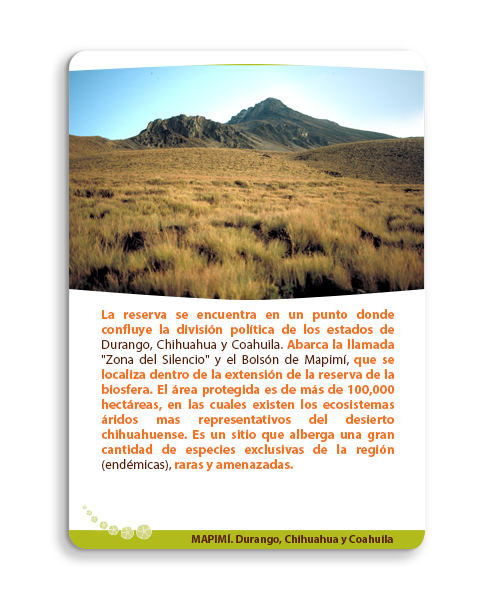 La reserva se encuentra en un punto donde
confluye la división política de los estados de
Durango, Chihuahua y Coahuila. Abarca la llamada
"Zona del Silencio" y el Bolsón de Mapimí, que se
localiza dentro de la extensión de la reserva de la
biosfera. El área protegida es de más de 100,000
hectáreas, en las cuales existen los ecosistemas
áridos mas representativos del desierto
chihuahuense. Es un sitio que alberga una gran
cantidad de especies exclusivas de la región
(endémicas), raras y amenazadas.
MAPIMÍ. Durango, Chihuahua y Coahuila